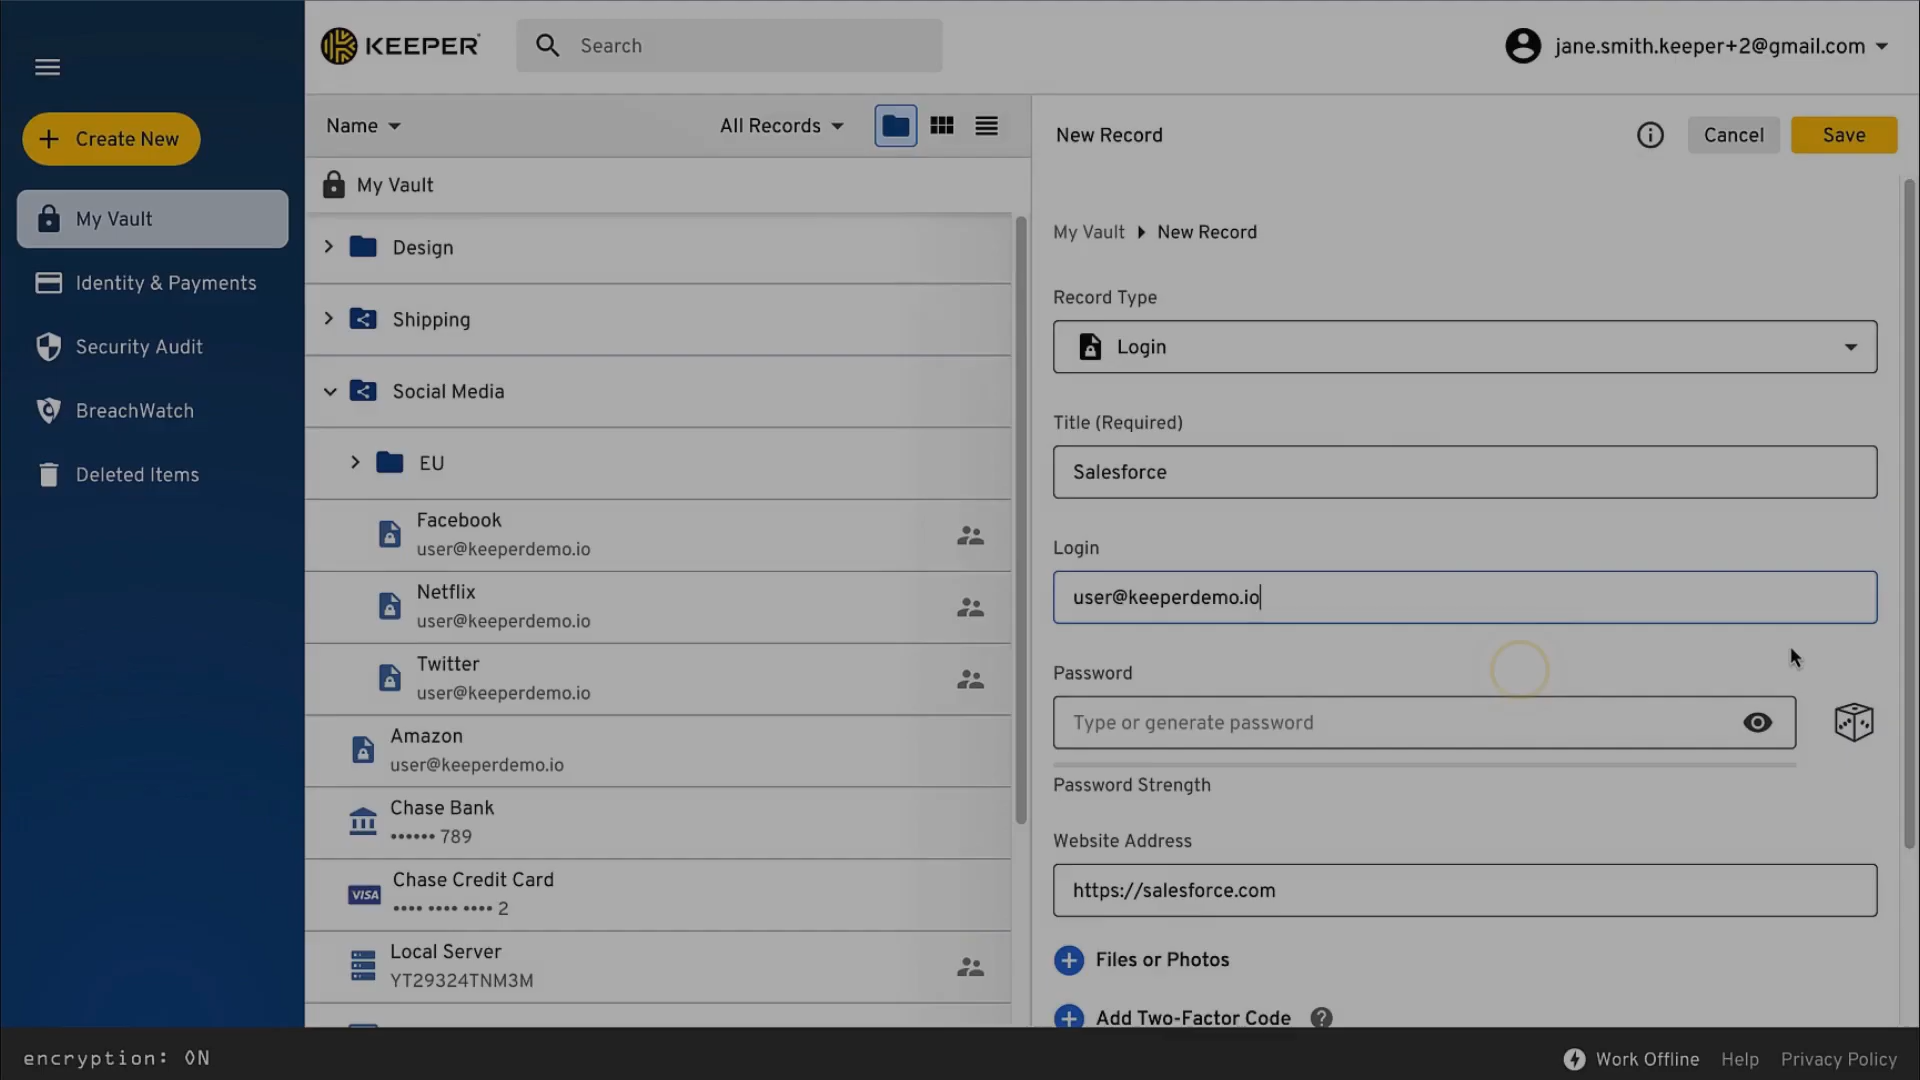 KEEPER
Search
jane.smith.keeper+2@gmail.com
Create New
My Vault
Identity & Payments
Security Audit
BreachWatch
Deleted Items
Name
All Records
My Vault
Design
Shipping
Social Media
EU
Facebook
user@keeperdemo.io
Netflix
user@keeperdemo.io
Twitter
user@keeperdemo.io
Amazon
user@keeperdemo.io
Chase Bank
•••••• 789
VISA
Chase Credit Card
•••• •••• •••• 2
Local Server
YT29324TNM3M
New Record
Cancel
Save
My Vault
New Record
Record Type
Login
Title (Required)
Salesforce
Login
user@keeperdemo.io
Password
Type or generate password
Password Strength
Website Address
https://salesforce.com
Files or Photos
Add Two-Factor Code
encryption: ON
Work Offline
Help
Privacy Policy